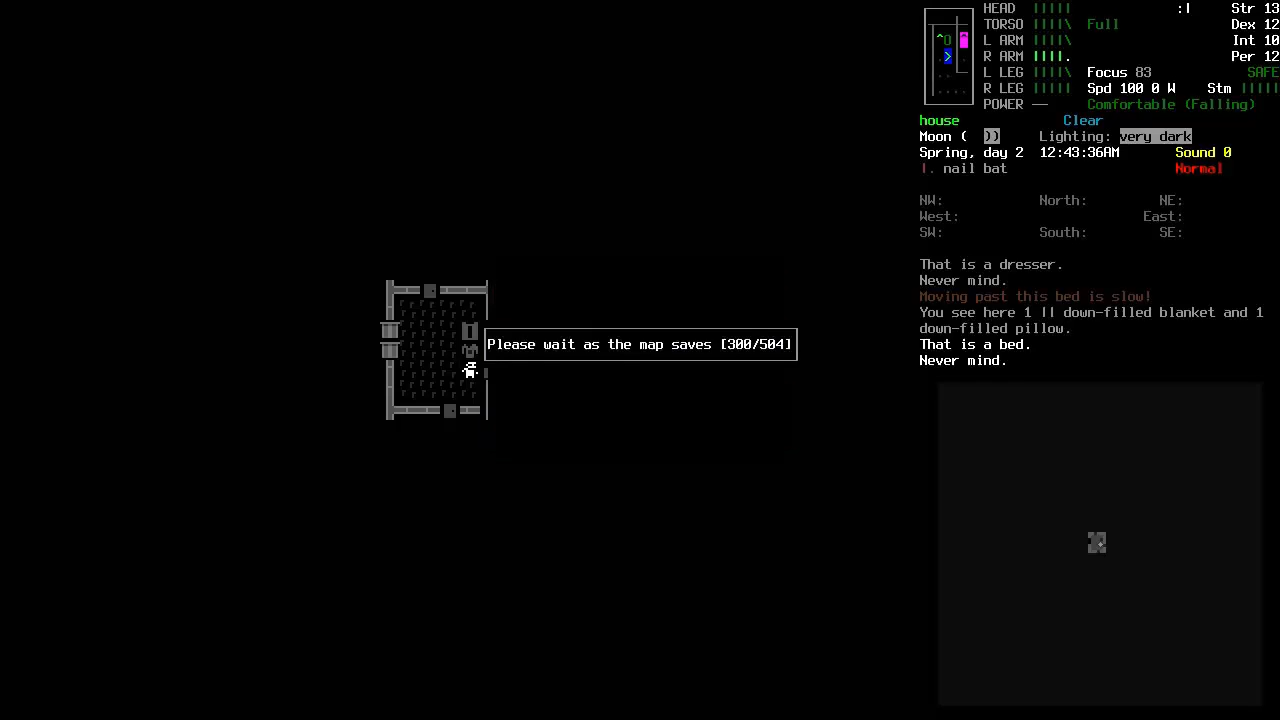 HEAD ||||| :| Str 13
TORSO ||||\ Full Dex 12
L ARM ||||\ Int 10
R ARM ||||. Per 12
L LEG ||||\ Focus 83 SAFE
R LEG ||||| Spd 100 0 W Stm |||||
POWER -- Comfortable (Falling)
house Clear
Moon ( )) Lighting: very dark
Spring, day 2 12:43:36AM Sound 0
|. nail bat Normal
NW: North: NE:
West: East:
SW: South: SE:
That is a dresser.
Never mind.
Moving past this bed is slow!
You see here 1 || down-filled blanket and 1
down-filled pillow.
That is a bed.
Never mind.
Please wait as the map saves [300/504]